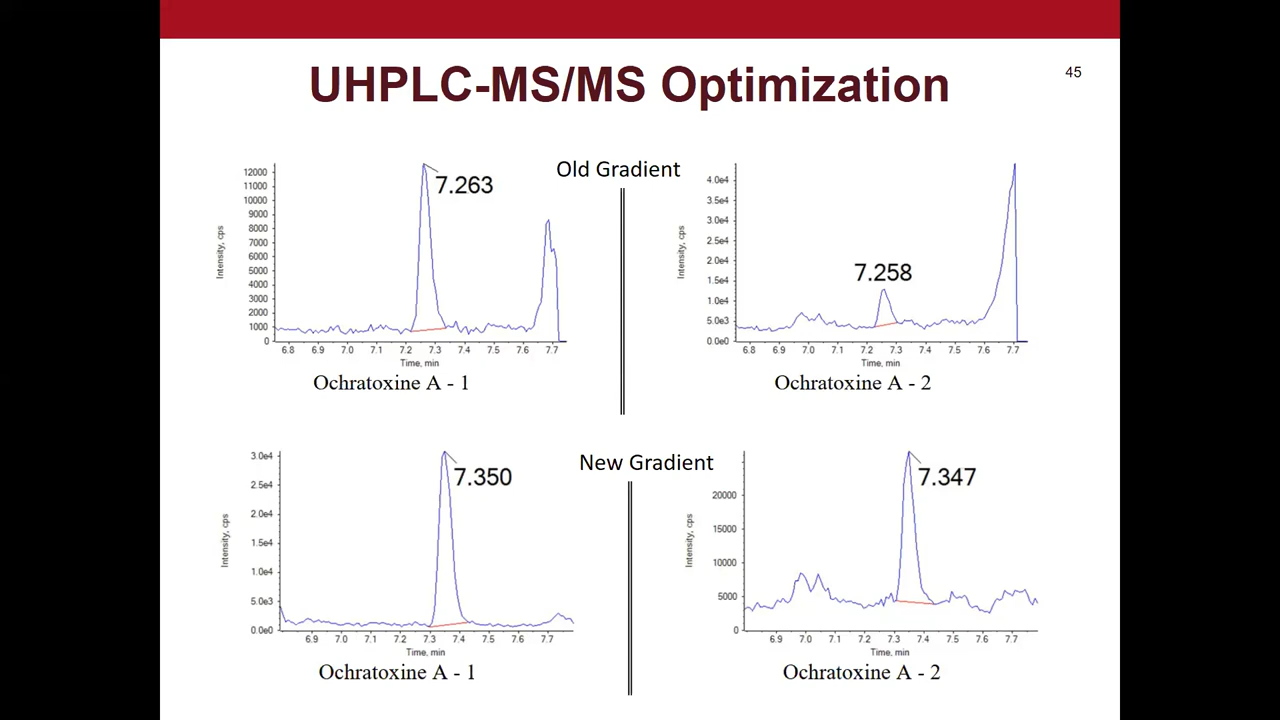 UHPLC-MS/MS Optimization
45
Old Gradient
7.263
Intensity, cps
12000
11000
10000
9000
8000
7000
6000
5000
4000
3000
2000
1000
0
6.8 6.9 7.0 7.1 7.2 7.3 7.4 7.5 7.6 7.7
Time, min
Ochratoxine A - 1
7.258
Intensity, cps
4.0e4
3.5e4
3.0e4
2.5e4
2.0e4
1.5e4
1.0e4
5.0e3
0.0e0
6.8 6.9 7.0 7.1 7.2 7.3 7.4 7.5 7.6 7.7
Time, min
Ochratoxine A - 2
New Gradient
7.350
Intensity, cps
3.0e4
2.5e4
2.0e4
1.5e4
1.0e4
5.0e3
0.0e0
6.9 7.0 7.1 7.2 7.3 7.4 7.5 7.6 7.7
Time, min
Ochratoxine A - 1
7.347
Intensity, cps
20000
15000
10000
5000
0
6.9 7.0 7.1 7.2 7.3 7.4 7.5 7.6 7.7
Time, min
Ochratoxine A - 2